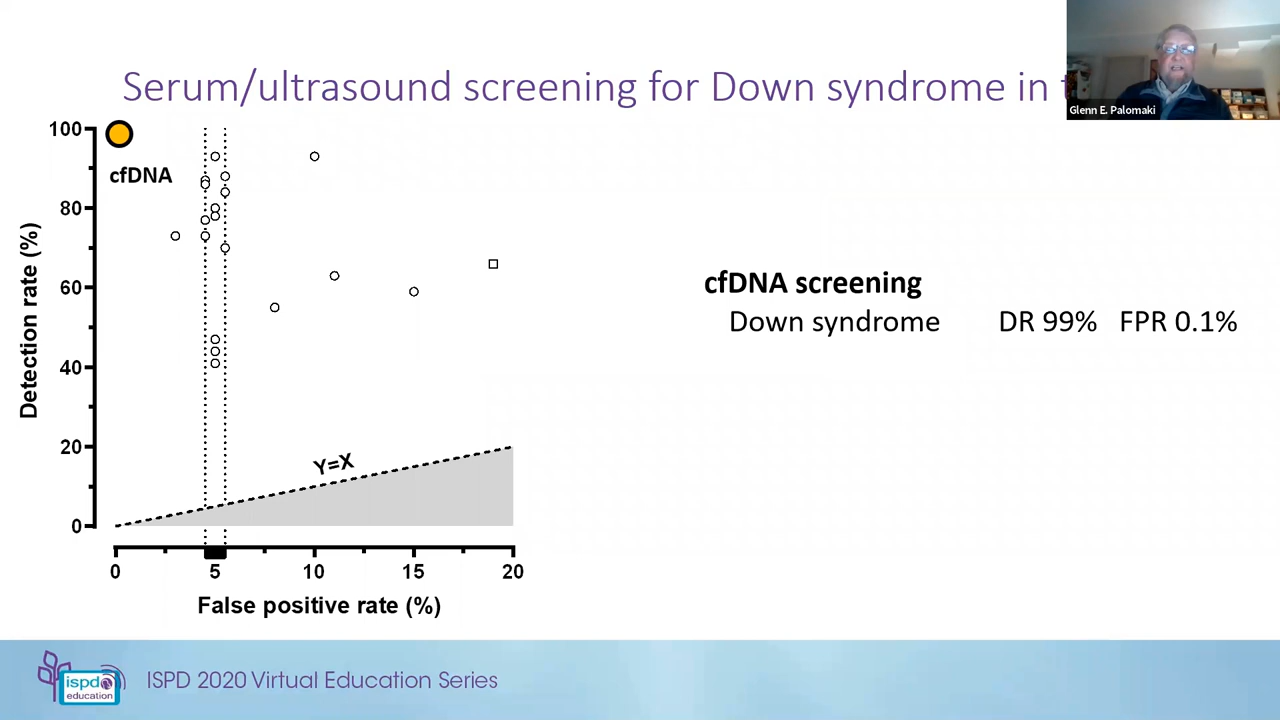 Serum/ultrasound screening for Down syndrome in
Glenn E. Palomaki
100
80
60
40
20
0
Detection rate (%)
cfDNA
Y=X
0 5 10 15 20
False positive rate (%)
cfDNA screening
Down syndrome DR 99% FPR 0.1%
ispd
education
ISPD 2020 Virtual Education Series